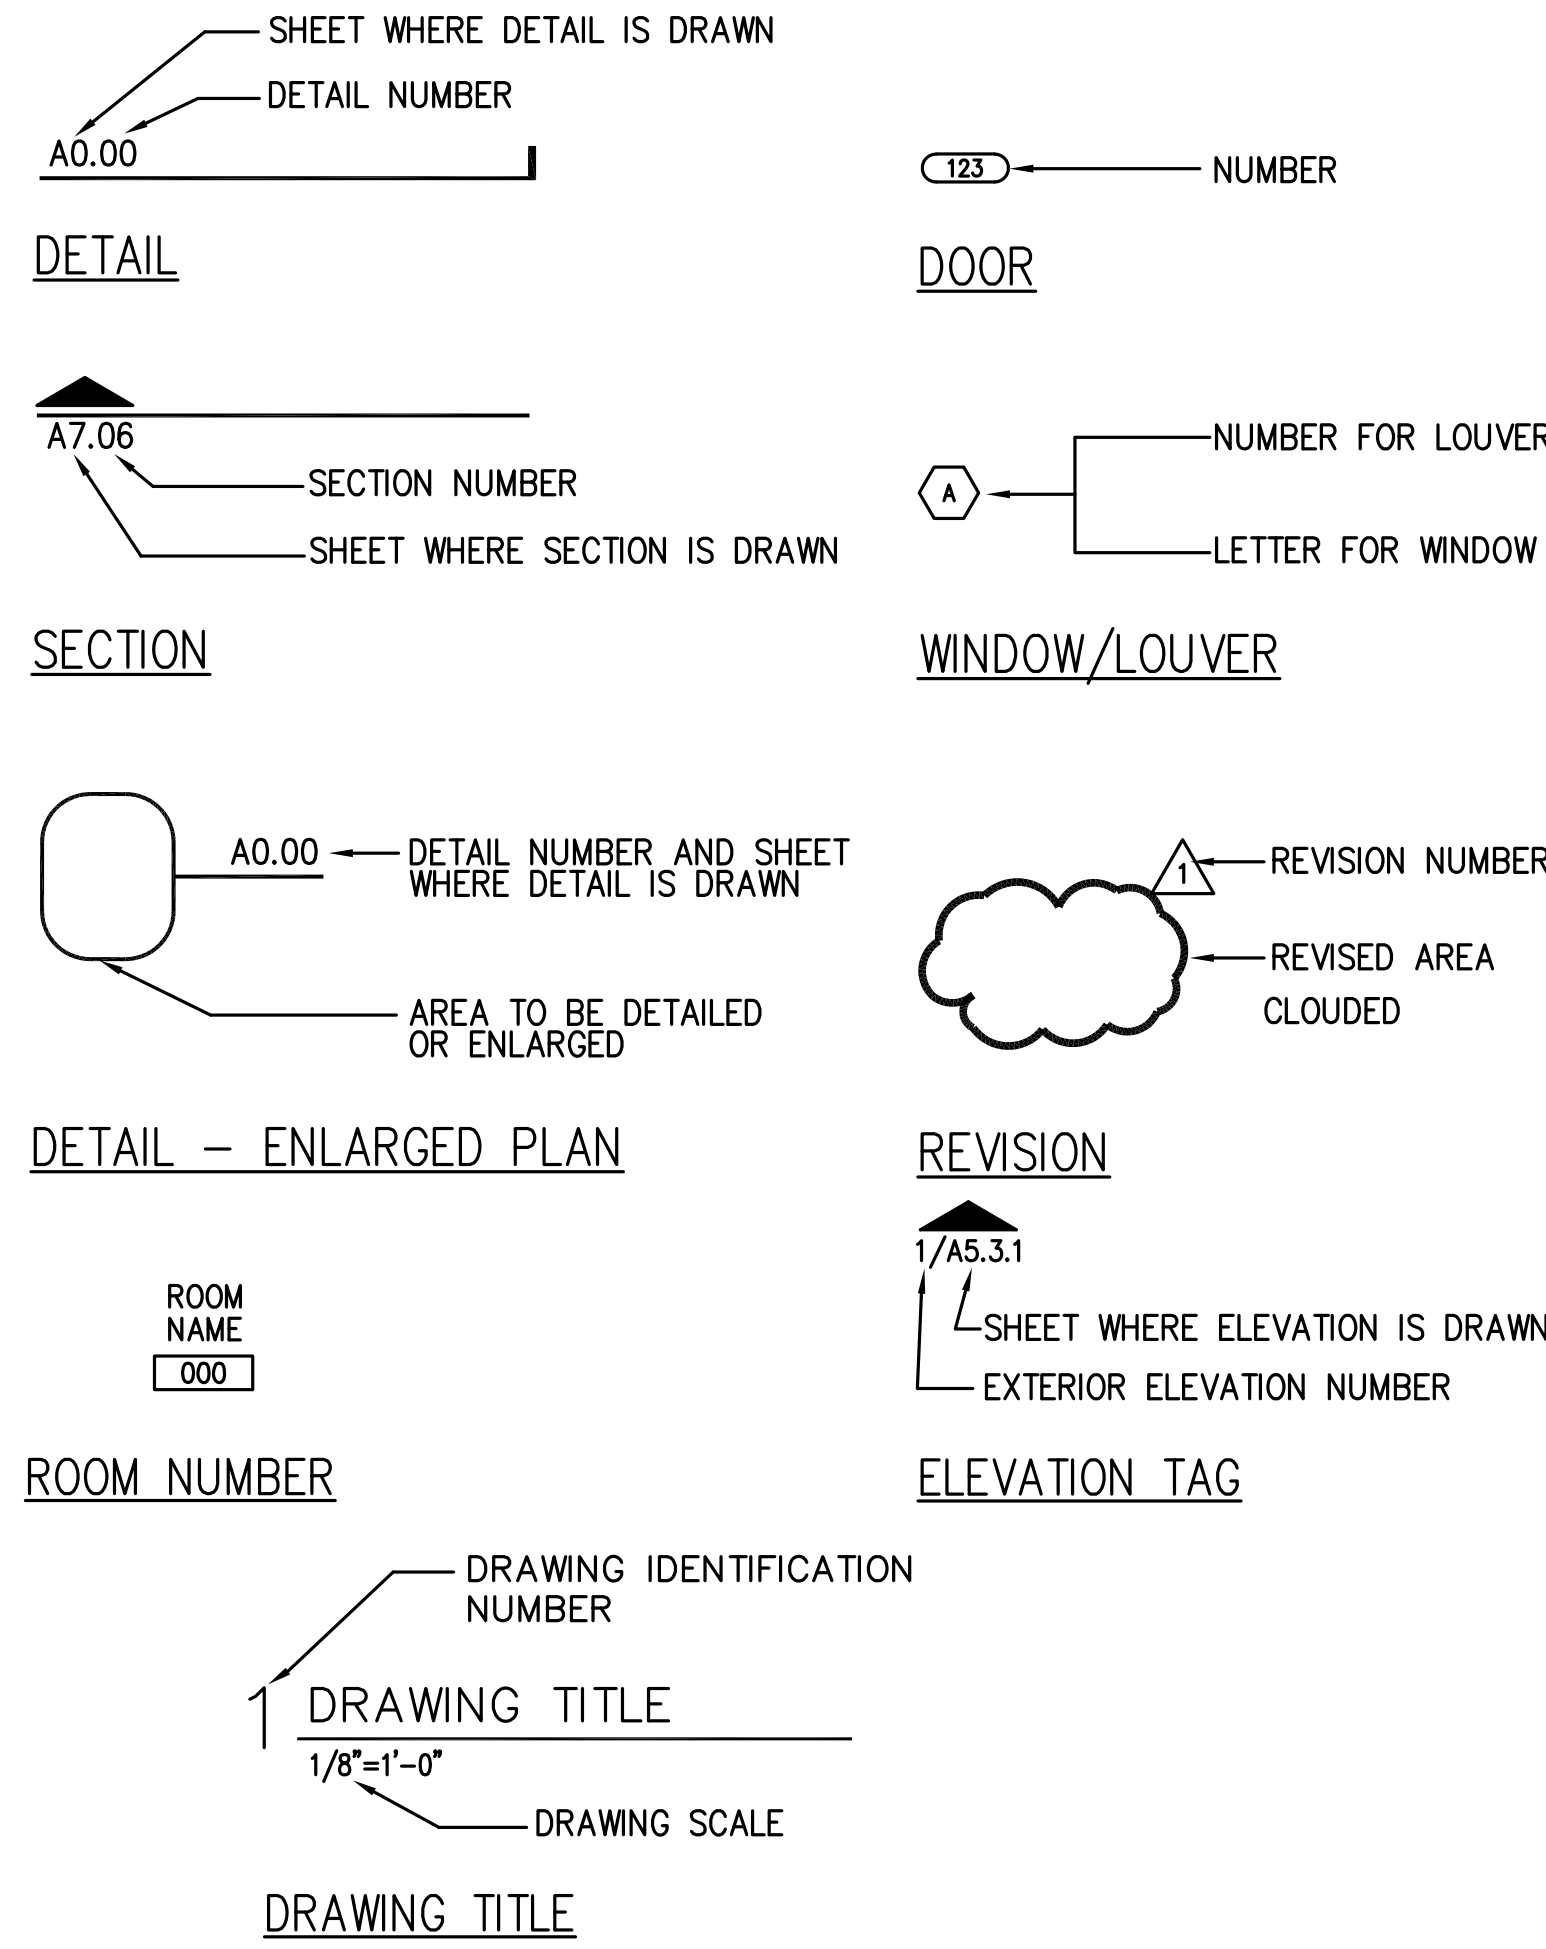 SHEET WHERE DETAIL IS DRAWN
DETAIL NUMBER
A0.00
DETAIL
123
NUMBER
DOOR
A7.06
SECTION NUMBER
SHEET WHERE SECTION IS DRAWN
SECTION
NUMBER FOR LOUVER
A
LETTER FOR WINDOW
WINDOW/LOUVER
A0.00
DETAIL NUMBER AND SHEET
WHERE DETAIL IS DRAWN
AREA TO BE DETAILED
OR ENLARGED
DETAIL - ENLARGED PLAN
1
REVISION NUMBER
REVISED AREA
CLOUDED
REVISION
ROOM
NAME
000
ROOM NUMBER
1/A5.3.1
SHEET WHERE ELEVATION IS DRAWN
EXTERIOR ELEVATION NUMBER
ELEVATION TAG
DRAWING IDENTIFICATION
NUMBER
1 DRAWING TITLE
1/8"=1'-0"
DRAWING SCALE
DRAWING TITLE